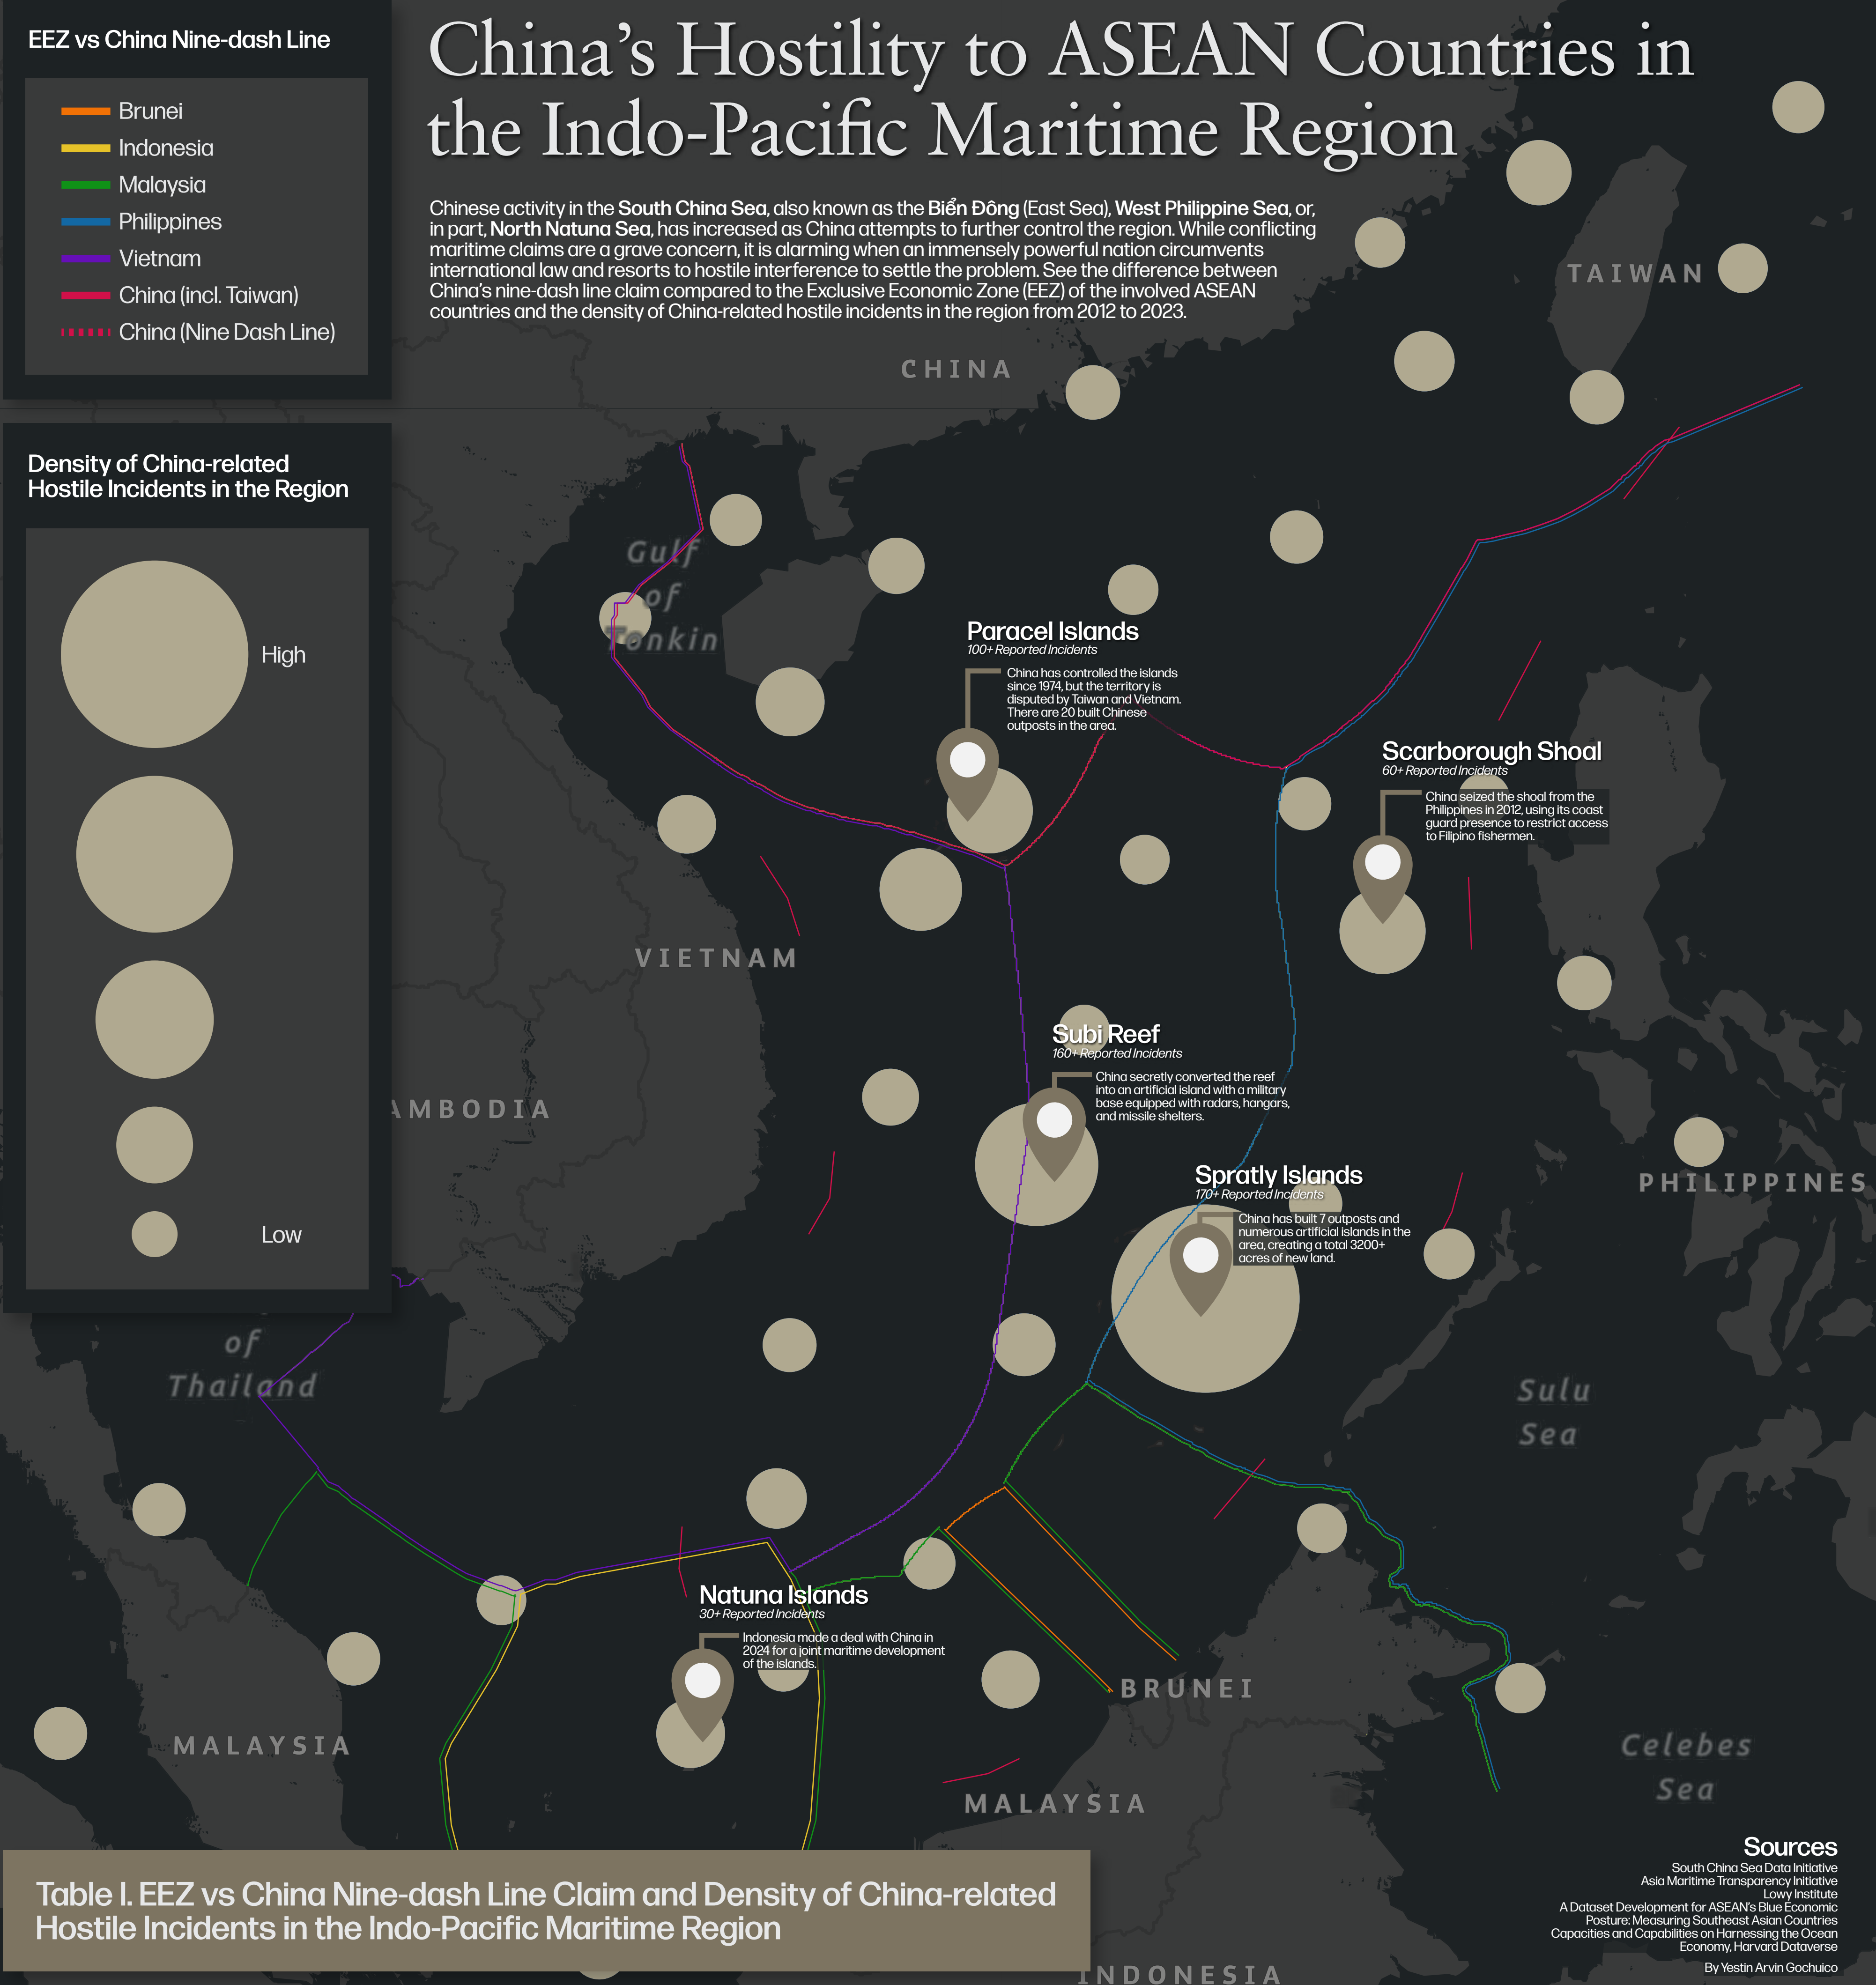 EEZ vs China Nine-dash Line
Brunei
Indonesia
Malaysia
Philippines
Vietnam
China (incl. Taiwan)
China (Nine Dash Line)
China's Hostility to ASEAN Countries in
the Indo-Pacific Maritime Region
Chinese activity in the South China Sea, also known as the Biển Đông (East Sea), West Philippine Sea, or,
in part, North Natuna Sea, has increased as China attempts to further control the region. While conflicting
maritime claims are a grave concern, it is alarming when an immensely powerful nation circumvents
international law and resorts to hostile interference to settle the problem. See the difference between
China's nine-dash line claim compared to the Exclusive Economic Zone (EEZ) of the involved ASEAN
countries and the density of China-related hostile incidents in the region from 2012 to 2023.
TAIWAN
CHINA
Density of China-related
Hostile Incidents in the Region
High
Low
Gulf
of
Tonkin
Paracel Islands
100+ Reported Incidents
China has controlled the islands
since 1974, but the territory is
disputed by Taiwan and Vietnam.
There are 20 built Chinese
outposts in the area.
Scarborough Shoal
60+ Reported Incidents
China seized the shoal from the
Philippines in 2012, using its coast
guard presence to restrict access
to Filipino fishermen.
VIETNAM
Subi Reef
160+ Reported Incidents
China secretly converted the reef
into an artificial island with a military
base equipped with radars, hangars,
and missile shelters.
AMBODIA
PHILIPPINES
Spratly Islands
170+ Reported Incidents
China has built 7 outposts and
numerous artificial islands in the
area, creating a total 3200+
acres of new land.
of
Thailand
Sulu
Sea
Natuna Islands
30+ Reported Incidents
Indonesia made a deal with China in
2024 for a joint maritime development
of the islands.
BRUNEI
MALAYSIA
Celebes
Sea
MALAYSIA
Table I. EEZ vs China Nine-dash Line Claim and Density of China-related
Hostile Incidents in the Indo-Pacific Maritime Region
INDONESIA
Sources
South China Sea Data Initiative
Asia Maritime Transparency Initiative
Lowy Institute
A Dataset Development for ASEAN's Blue Economic
Posture: Measuring Southeast Asian Countries
Capacities and Capabilities on Harnessing the Ocean
Economy, Harvard Dataverse
By Yestin Arvin Gochuico